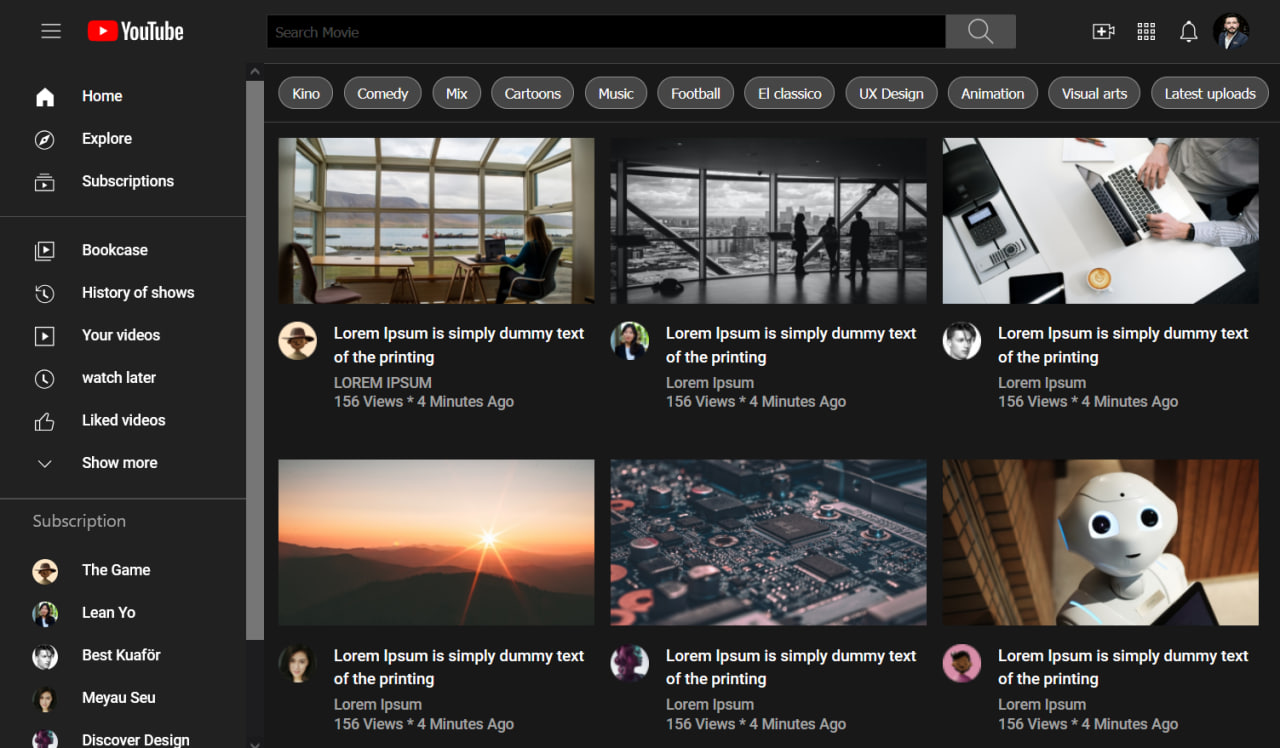 YouTube
Search Movie
Home
Explore
Subscriptions
Bookcase
History of shows
Your videos
watch later
Liked videos
Show more
Subscription
The Game
Lean Yo
Best Kuaför
Meyau Seu
Discover Design
Kino Comedy Mix Cartoons Music Football El classico UX Design Animation Visual arts Latest uploads
Lorem Ipsum is simply dummy text
of the printing
LOREM IPSUM
156 Views * 4 Minutes Ago
Lorem Ipsum is simply dummy text
of the printing
Lorem Ipsum
156 Views * 4 Minutes Ago
Lorem Ipsum is simply dummy text
of the printing
Lorem Ipsum
156 Views * 4 Minutes Ago
Lorem Ipsum is simply dummy text
of the printing
Lorem Ipsum
156 Views * 4 Minutes Ago
Lorem Ipsum is simply dummy text
of the printing
Lorem Ipsum
156 Views * 4 Minutes Ago
Lorem Ipsum is simply dummy text
of the printing
Lorem Ipsum
156 Views * 4 Minutes Ago